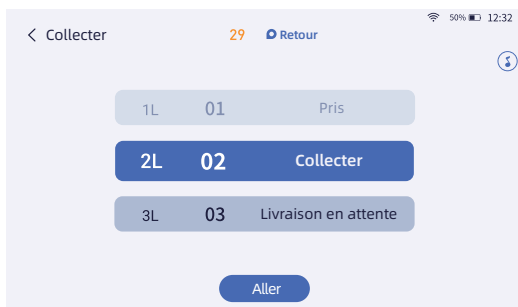 50% 12:32
Collecter 29 Retour
1L 01 Pris
2L 02 Collecter
3L 03 Livraison en attente
Aller